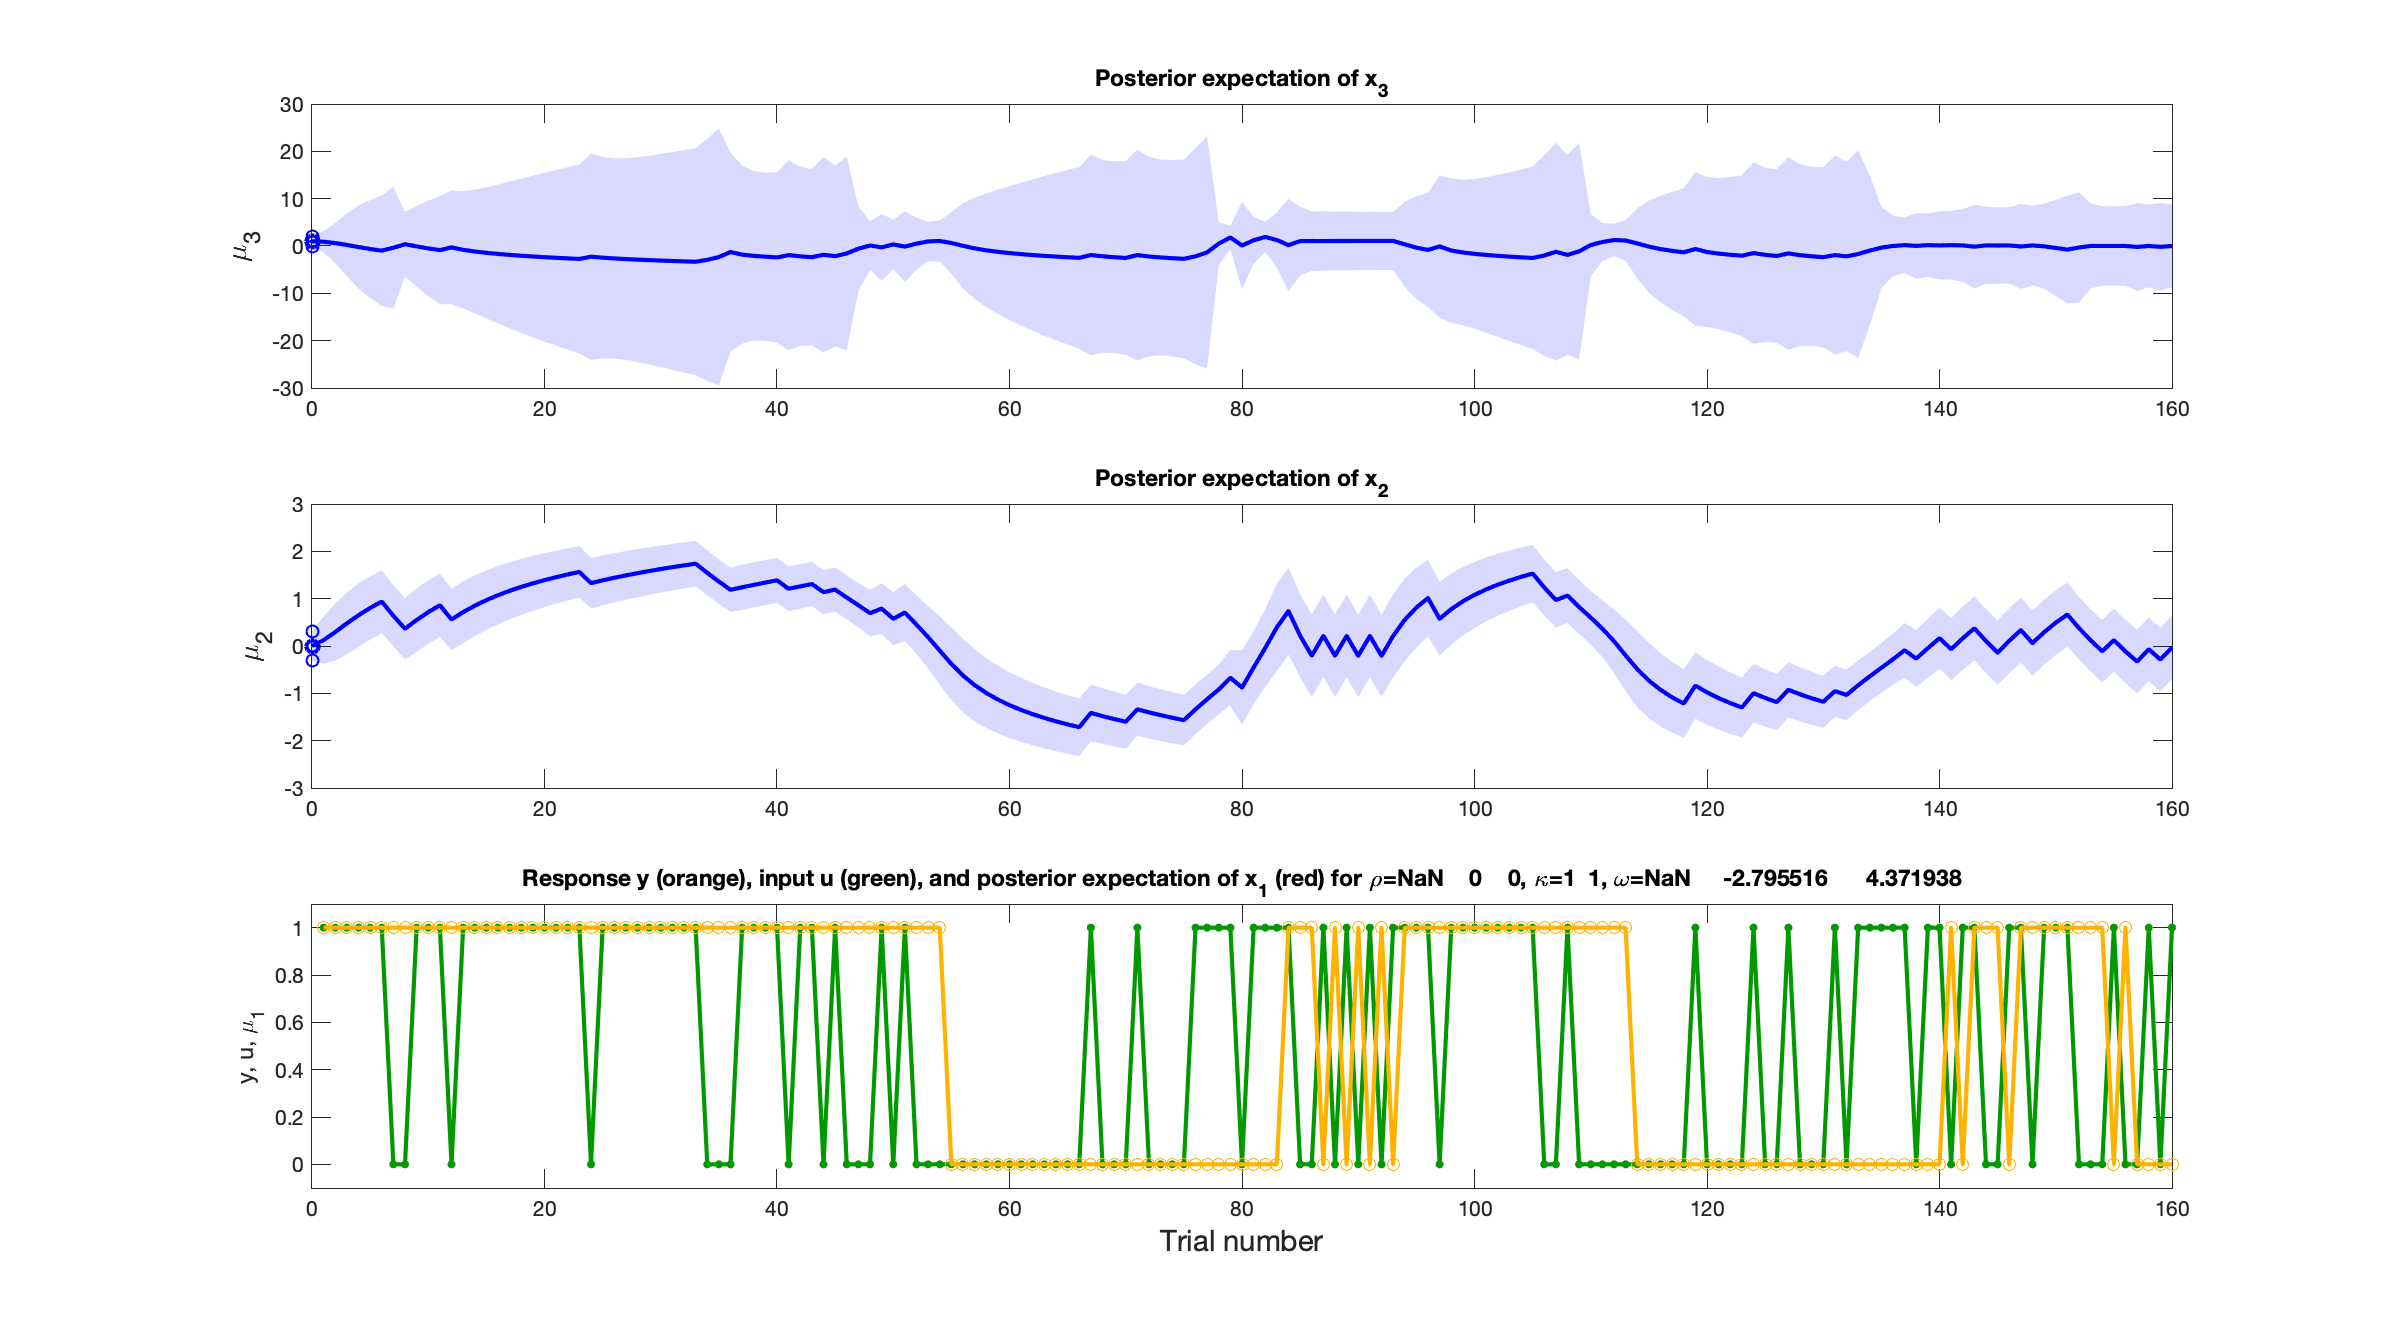 Posterior expectation of x3
30
20
10
0
-10
-20
-30
μ3
0 20 40 60 80 100 120 140 160
Posterior expectation of x2
3
2
1
0
-1
-2
-3
μ2
0 20 40 60 80 100 120 140 160
Response y (orange), input u (green), and posterior expectation of x1 (red) for ρ=NaN 0 0, κ=1 1, ω=NaN -2.795516 4.371938
1
0.8
0.6
0.4
0.2
0
y, u, μ1
0 20 40 60 80 100 120 140 160
Trial number